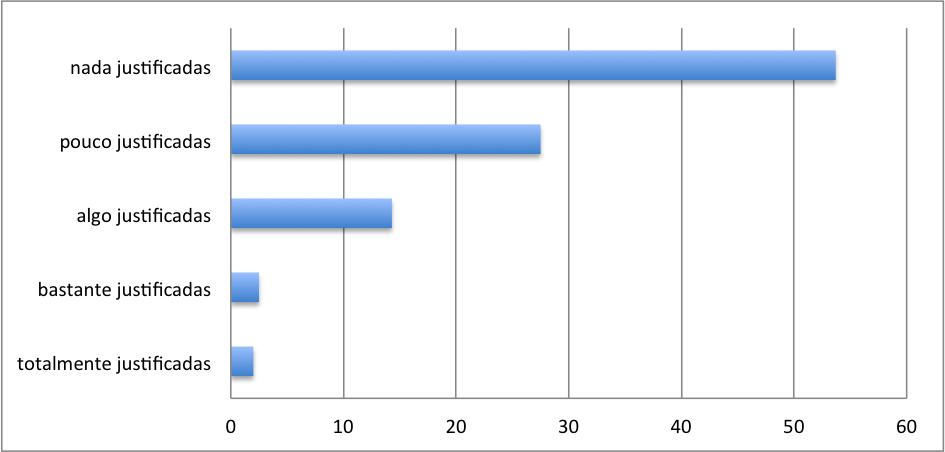 nada justificadas
pouco justificadas
algo justificadas
bastante justificadas
totalmente justificadas
0 10 20 30 40 50 60